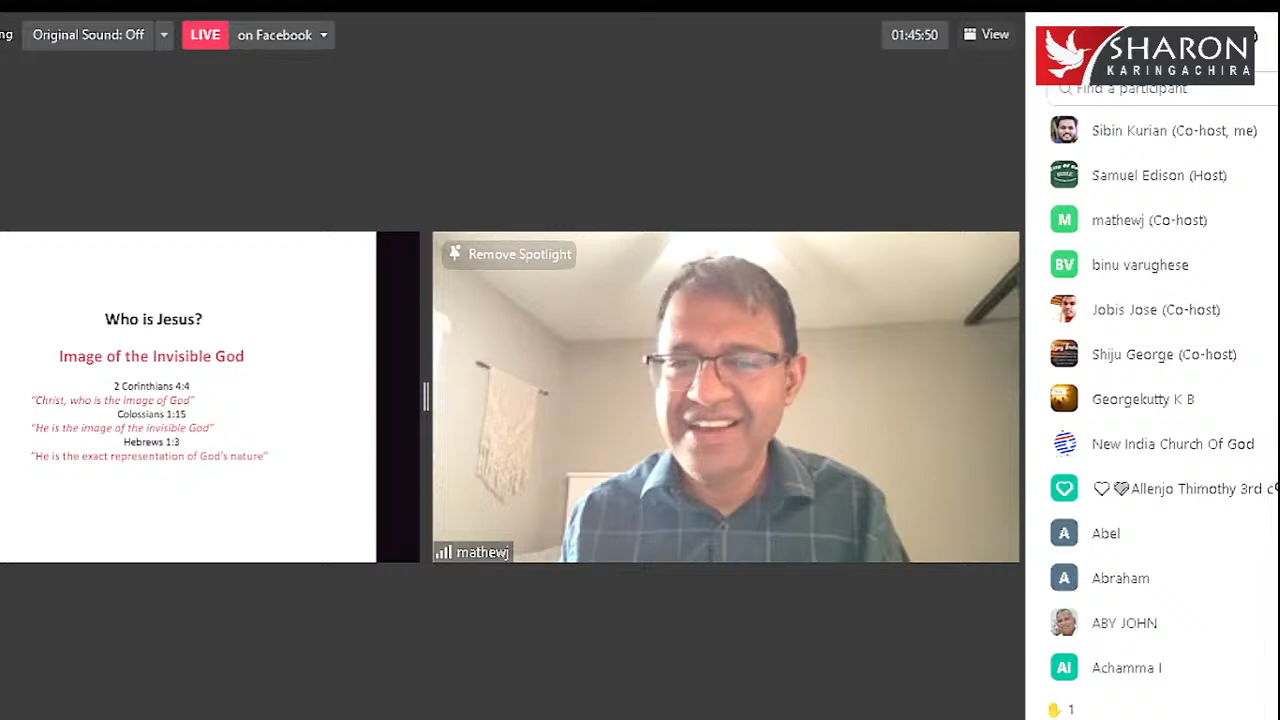 ng
Original Sound: Off
LIVE on Facebook
01:45:50
View
SHARON
KARINGACHIRA
Find a participant
Sibin Kurian (Co-host, me)
Samuel Edison (Host)
M mathewj (Co-host)
BV binu varughese
Jobis Jose (Co-host)
Shiju George (Co-host)
Georgekutty K B
New India Church Of God
Allenjo Thimothy 3rd c
A Abel
A Abraham
ABY JOHN
AI Achamma I
1
Who is Jesus?
Image of the Invisible God
2 Corinthians 4:4
“Christ, who is the image of God”
Colossians 1:15
“He is the image of the invisible God”
Hebrews 1:3
“He is the exact representation of God’s nature”
Remove Spotlight
mathewj